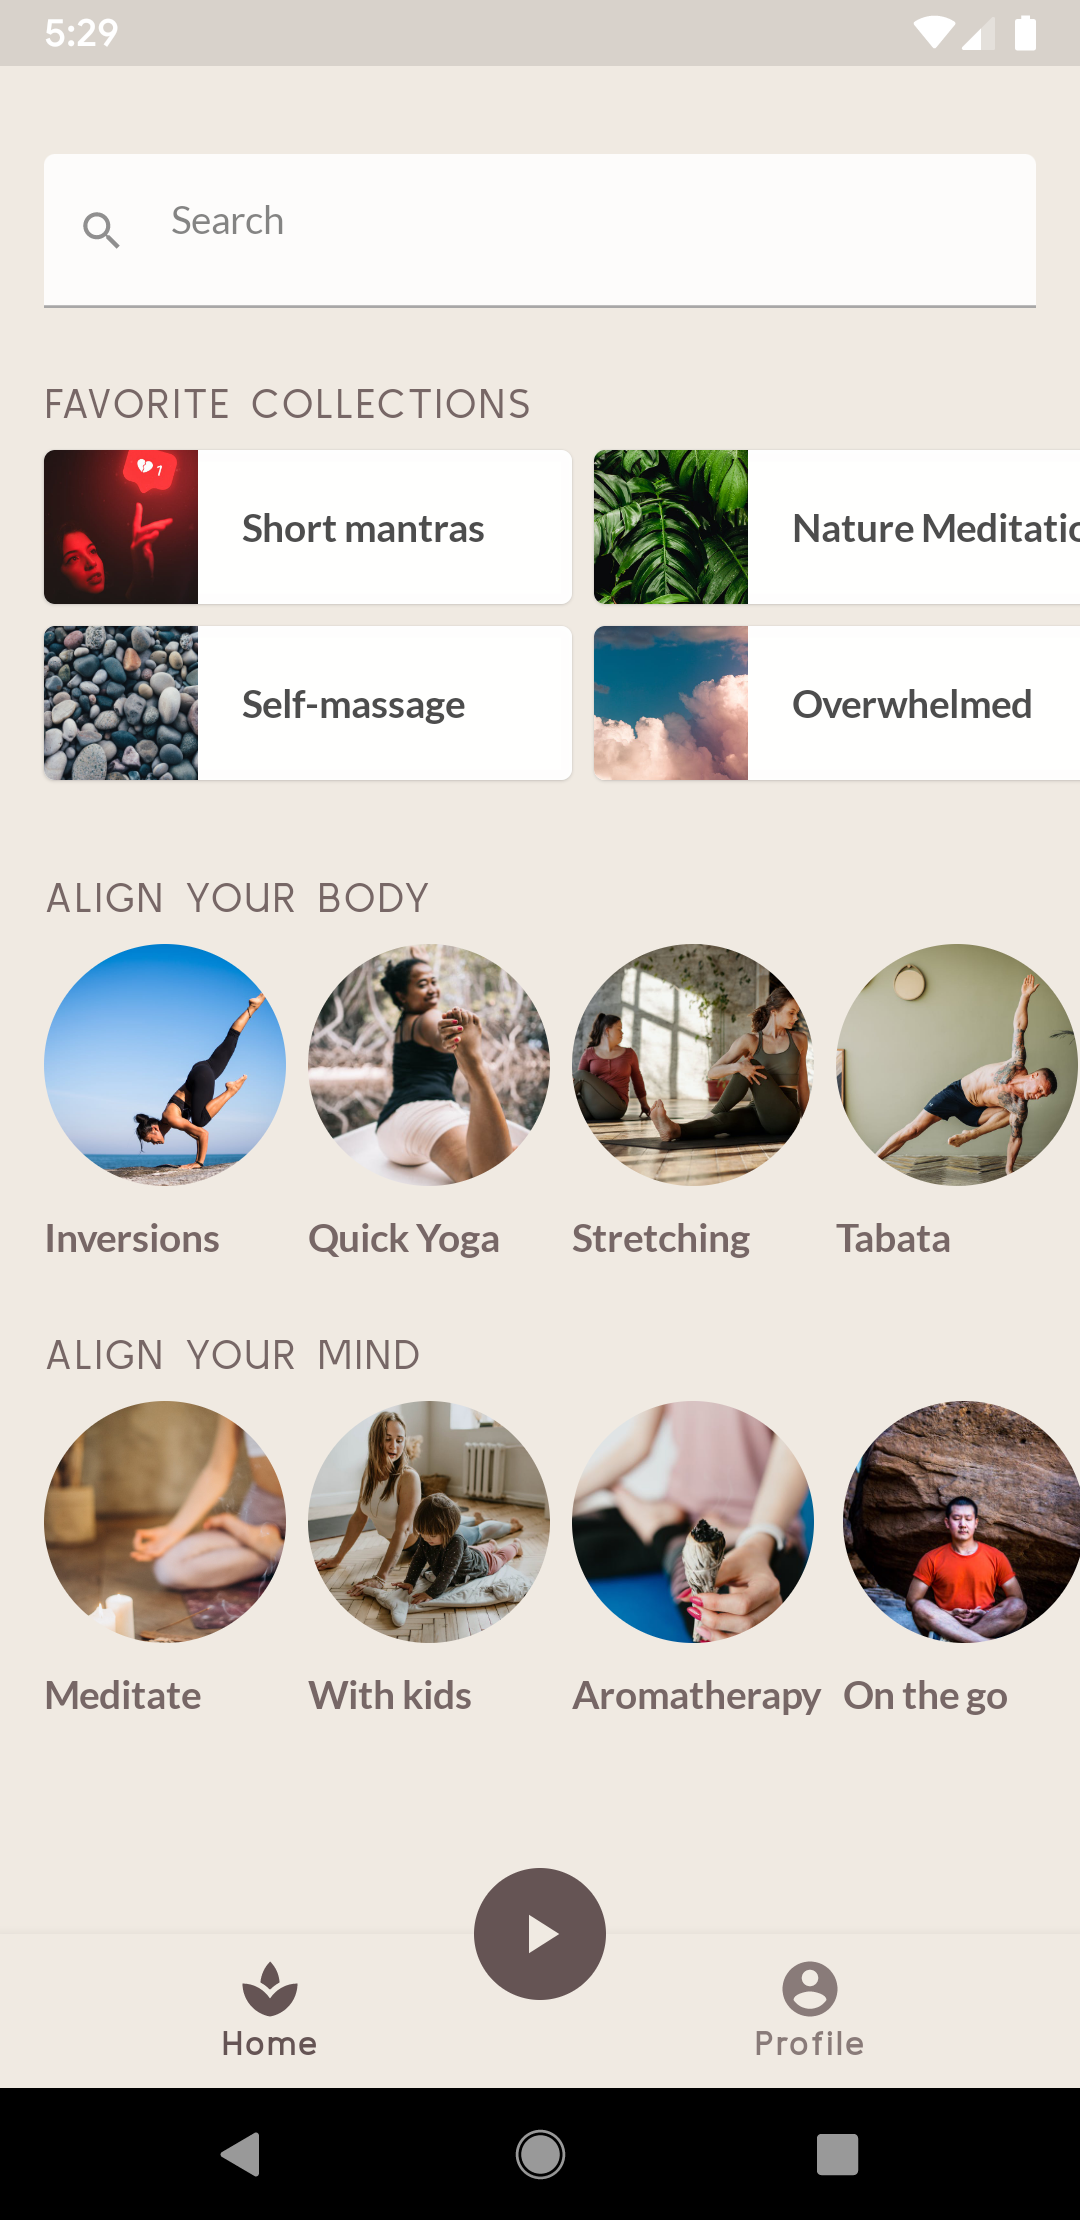 5:29
Search
FAVORITE COLLECTIONS
1
Short mantras
Nature Meditatio
Self-massage
Overwhelmed
ALIGN YOUR BODY
Inversions
Quick Yoga
Stretching
Tabata
ALIGN YOUR MIND
Meditate
With kids
Aromatherapy
On the go
Home
Profile